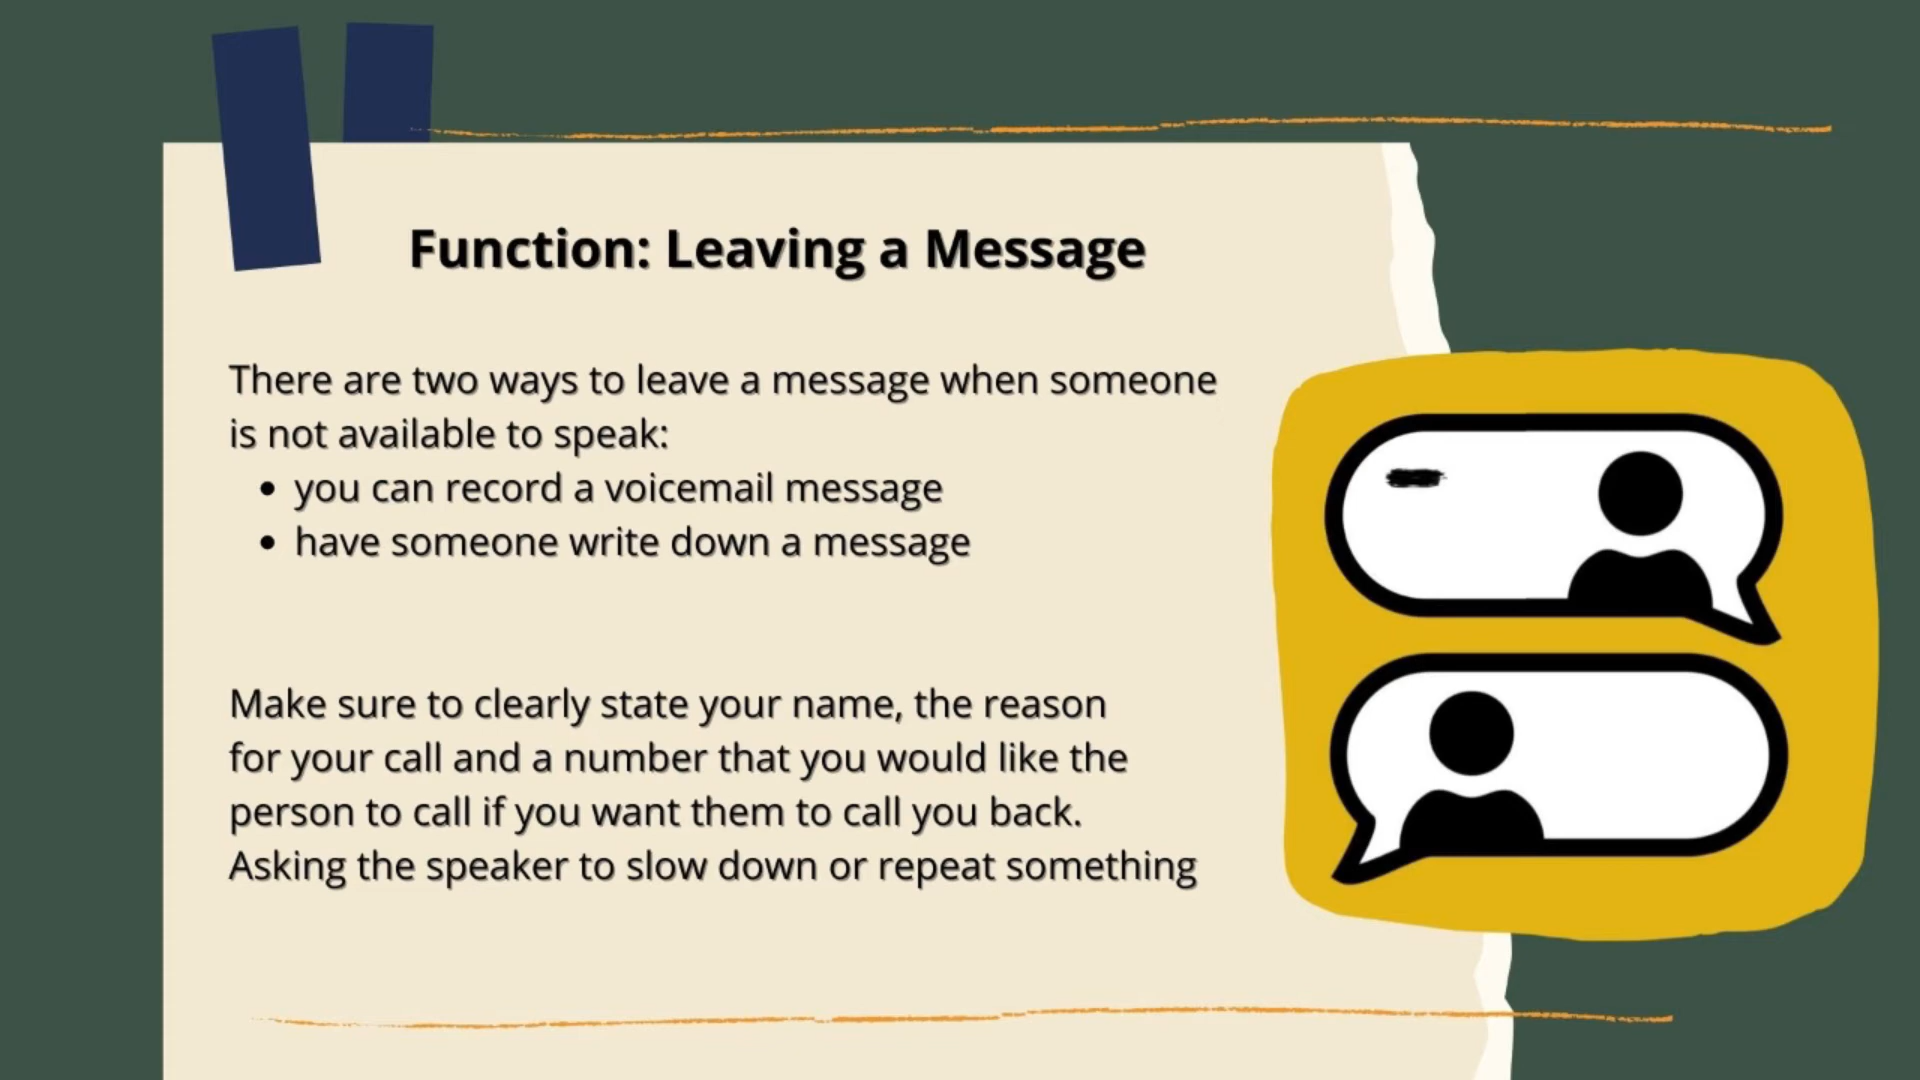 Function: Leaving a Message
There are two ways to leave a message when someone
is not available to speak:
• you can record a voicemail message
• have someone write down a message
Make sure to clearly state your name, the reason
for your call and a number that you would like the
person to call if you want them to call you back.
Asking the speaker to slow down or repeat something